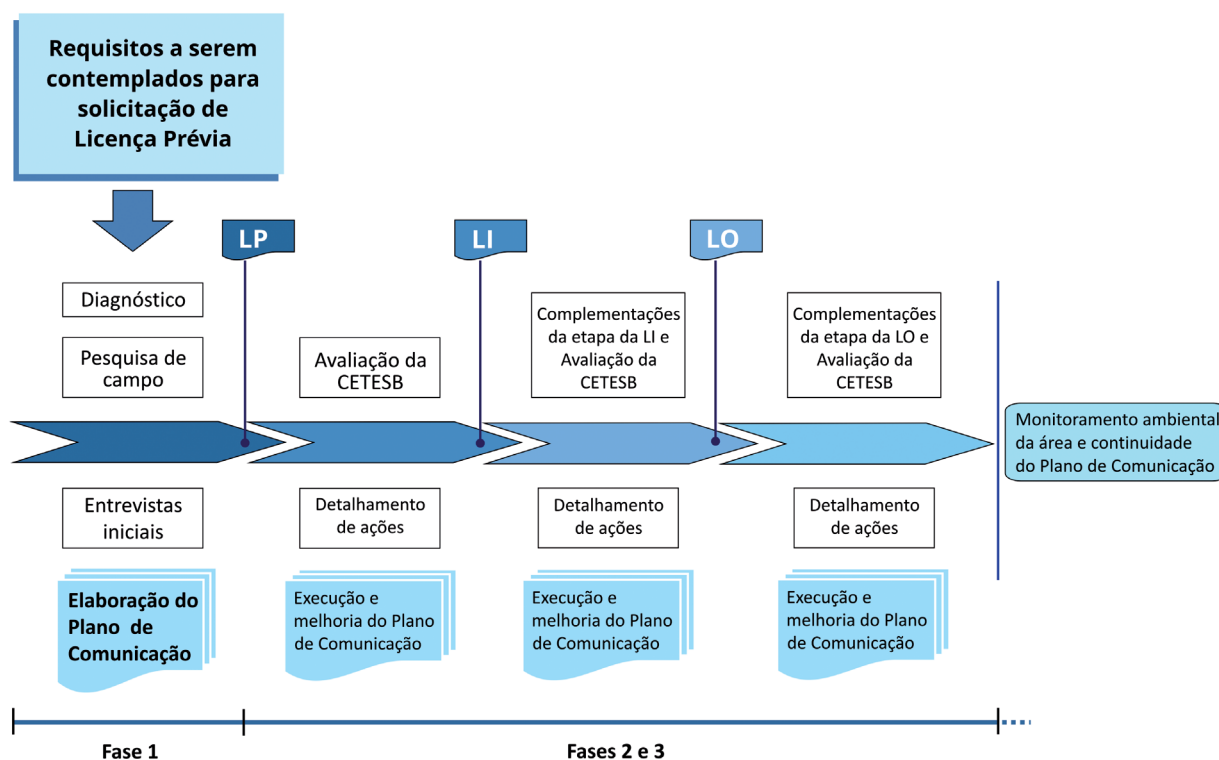 Requisitos a serem
contemplados para
solicitação de
Licença Prévia
LP
LI
LO
Diagnóstico
Pesquisa de
campo
Avaliação da
CETESB
Complementações
da etapa da LI e
Avaliação da
CETESB
Complementações
da etapa da LO e
Avaliação da
CETESB
Monitoramento ambiental
da área e continuidade
do Plano de Comunicação
Entrevistas
iniciais
Detalhamento
de ações
Detalhamento
de ações
Detalhamento
de ações
Elaboração do
Plano de
Comunicação
Execução e
melhoria do Plano
de Comunicação
Execução e
melhoria do Plano
de Comunicação
Execução e
melhoria do Plano
de Comunicação
Fase 1
Fases 2 e 3